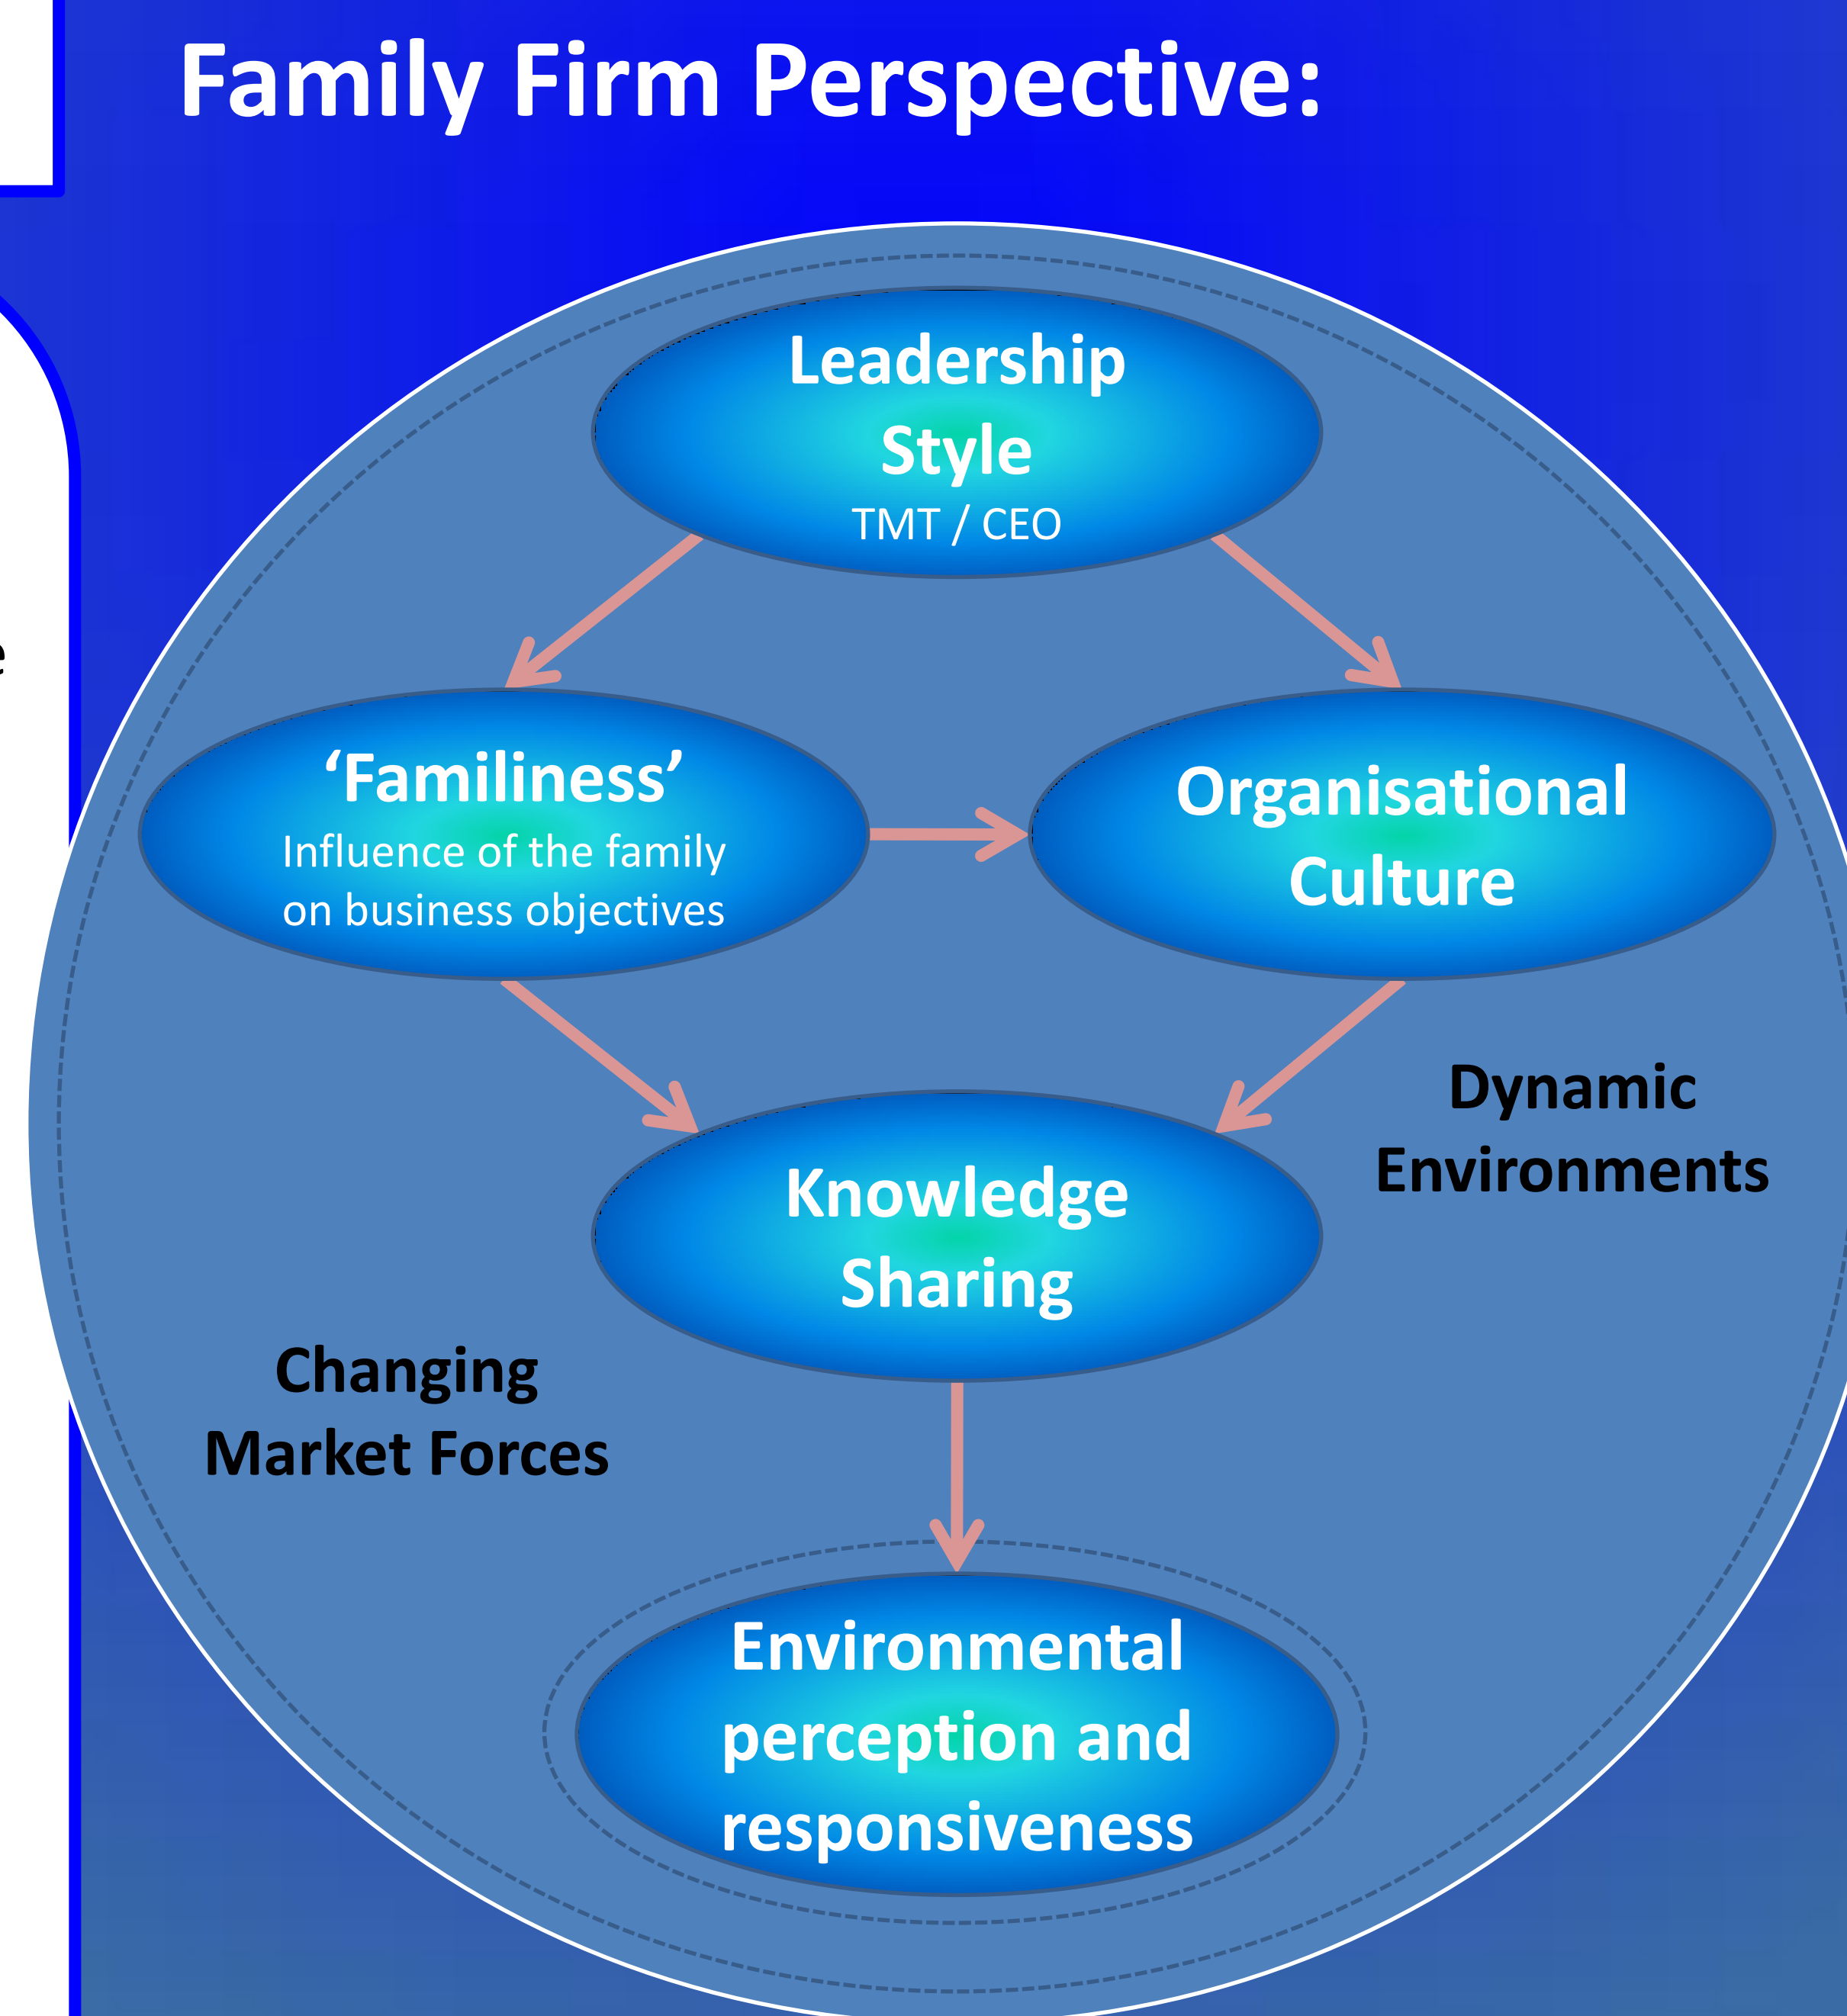 Family Firm Perspective:
Leadership
Style
TMT / CEO
‘Familiness’
Influence of the family
on business objectives
Organisational
Culture
Dynamic
Environments
Knowledge
Sharing
Changing
Market Forces
Environmental
perception and
responsiveness